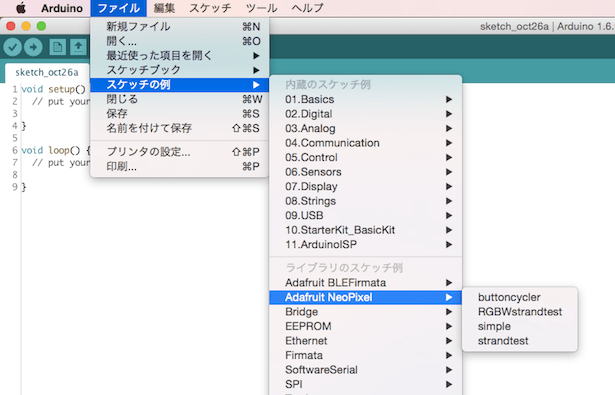 Arduino ファイル 編集 スケッチ ツール ヘルプ
sketch_oct26a | Arduino 1.6.
新規ファイル ⌘N
開く... ⌘O
最近使った項目を開く ▶
スケッチブック ▶
スケッチの例 ▶
閉じる ⌘W
保存 ⌘S
名前を付けて保存 ⇧⌘S
プリンタの設定... ⇧⌘P
印刷... ⌘P
sketch_oct26a
1 void setup()
2 // put your
3
4 }
5
6 void loop() {
7 // put your
8
9 }
内蔵のスケッチ例
01.Basics ▶
02.Digital ▶
03.Analog ▶
04.Communication ▶
05.Control ▶
06.Sensors ▶
07.Display ▶
08.Strings ▶
09.USB ▶
10.StarterKit_BasicKit ▶
11.ArduinoISP ▶
ライブラリのスケッチ例
Adafruit BLEFirmata ▶
Adafruit NeoPixel ▶
Bridge ▶
EEPROM ▶
Ethernet ▶
Firmata ▶
SoftwareSerial ▶
SPI ▶
buttoncycler
RGBWstrandtest
simple
strandtest